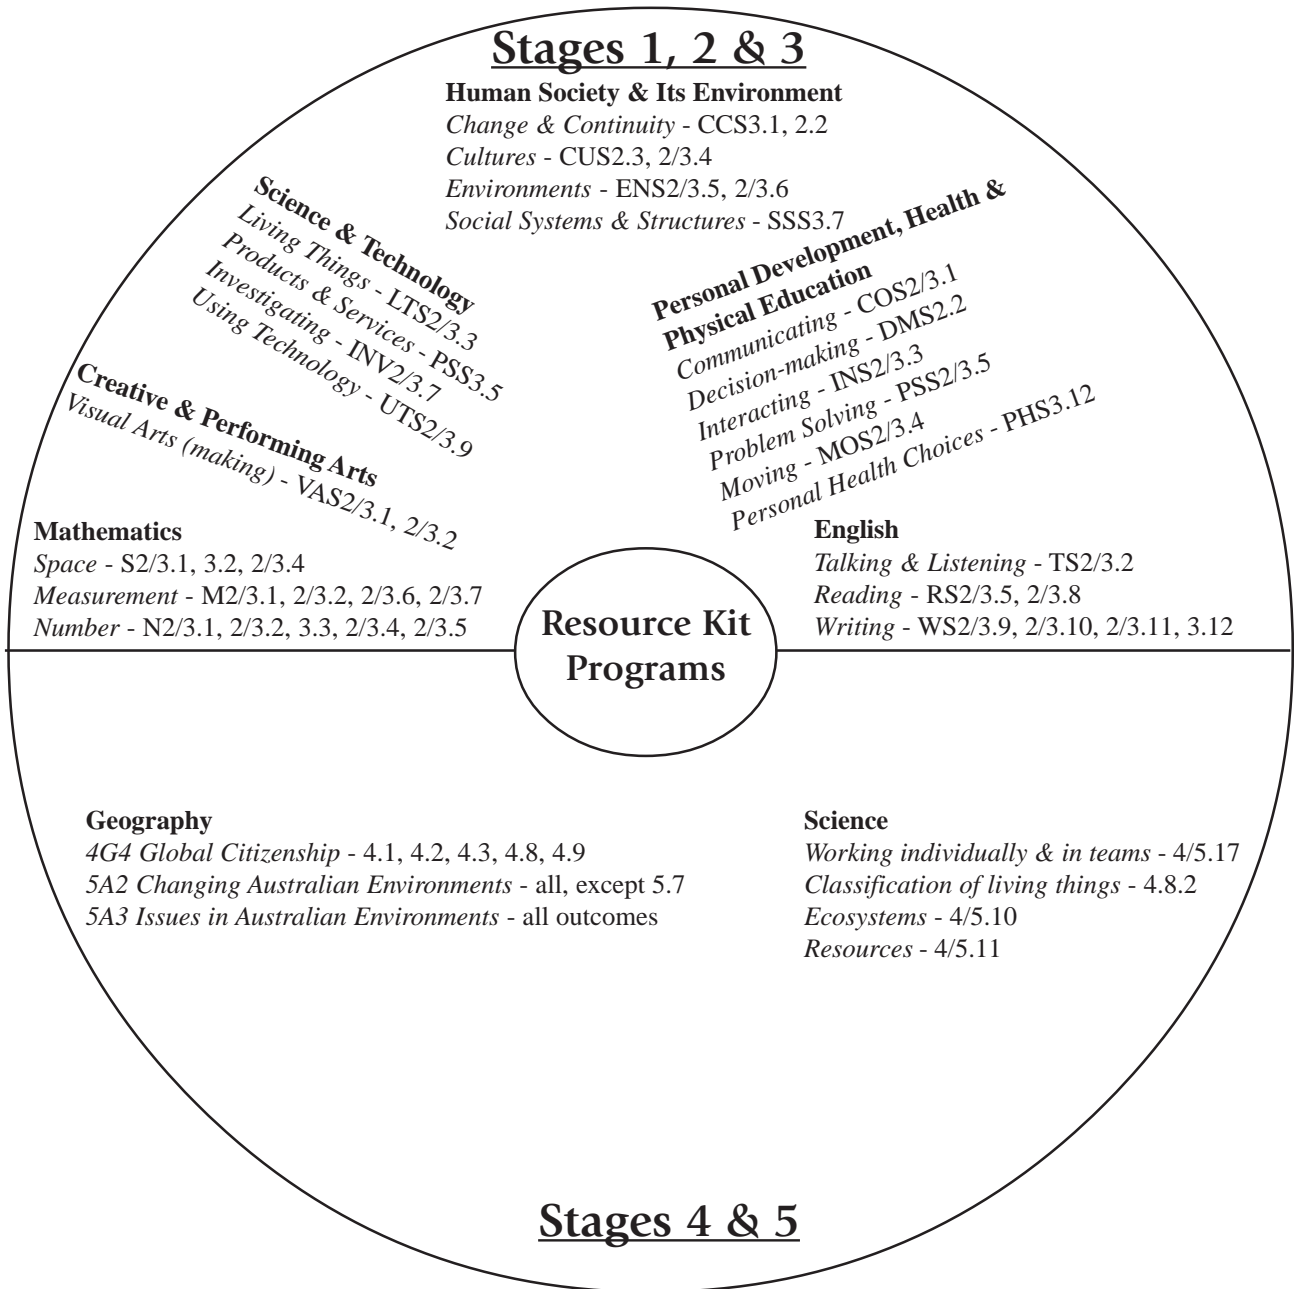 Stages 1, 2 & 3
Human Society & Its Environment
Change & Continuity - CCS3.1, 2.2
Cultures - CUS2.3, 2/3.4
Environments - ENS2/3.5, 2/3.6
Social Systems & Structures - SSS3.7
Science & Technology
Living Things - LTS2/3.3
Products & Services - PSS3.5
Investigating - INV2/3.7
Using Technology - UTS2/3.9
Personal Development, Health &
Physical Education
Communicating - COS2/3.1
Decision-making - DMS2.2
Interacting - INS2/3.3
Problem Solving - PSS2/3.5
Moving - MOS2/3.4
Personal Health Choices - PHS3.12
Creative & Performing Arts
Visual Arts (making) - VAS2/3.1, 2/3.2
Mathematics
Space - S2/3.1, 3.2, 2/3.4
Measurement - M2/3.1, 2/3.2, 2/3.6, 2/3.7
Number - N2/3.1, 2/3.2, 3.3, 2/3.4, 2/3.5
English
Talking & Listening - TS2/3.2
Reading - RS2/3.5, 2/3.8
Writing - WS2/3.9, 2/3.10, 2/3.11, 3.12
Resource Kit
Programs
Geography
4G4 Global Citizenship - 4.1, 4.2, 4.3, 4.8, 4.9
5A2 Changing Australian Environments - all, except 5.7
5A3 Issues in Australian Environments - all outcomes
Science
Working individually & in teams - 4/5.17
Classification of living things - 4.8.2
Ecosystems - 4/5.10
Resources - 4/5.11
Stages 4 & 5